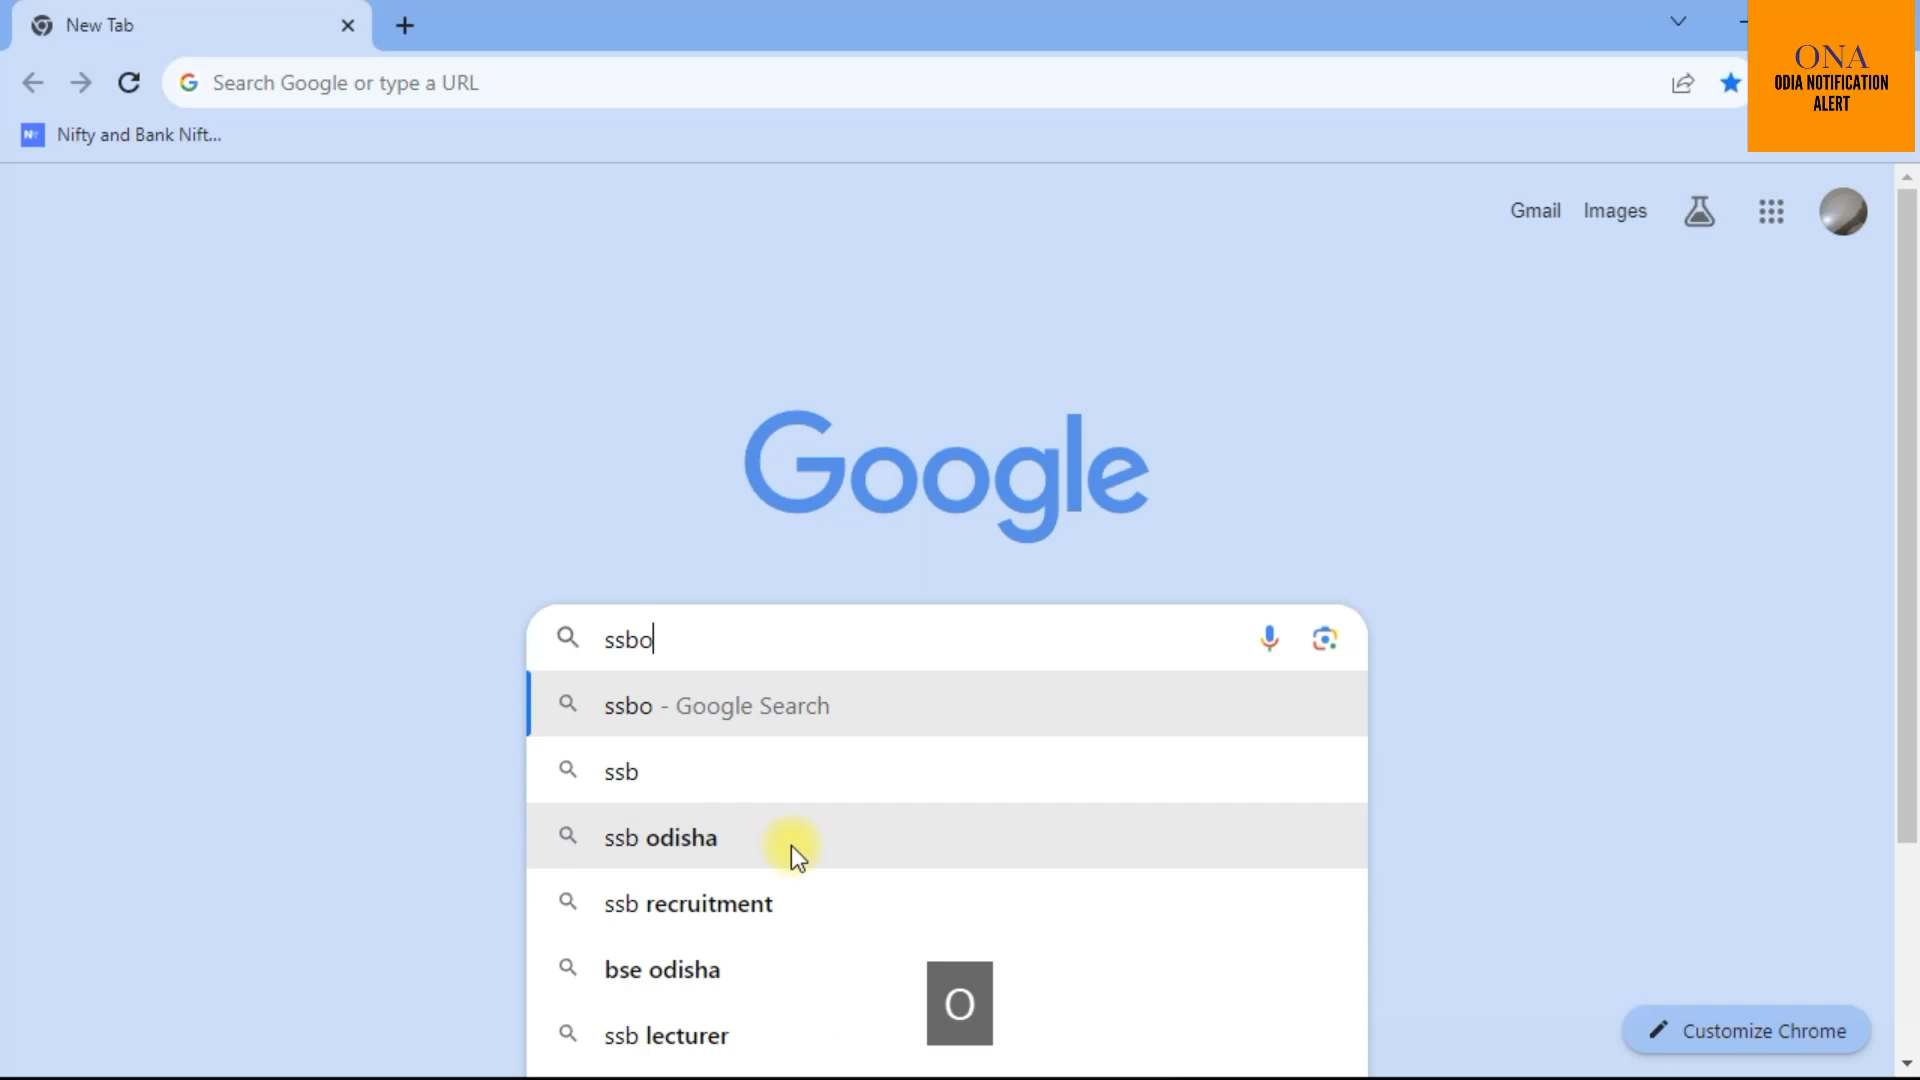 New Tab
Search Google or type a URL
ONA
ODIA NOTIFICATION
ALERT
Nifty and Bank Nift...
Gmail Images
Google
ssbo
ssbo - Google Search
ssb
ssb odisha
ssb recruitment
bse odisha
ssb lecturer
O
Customize Chrome